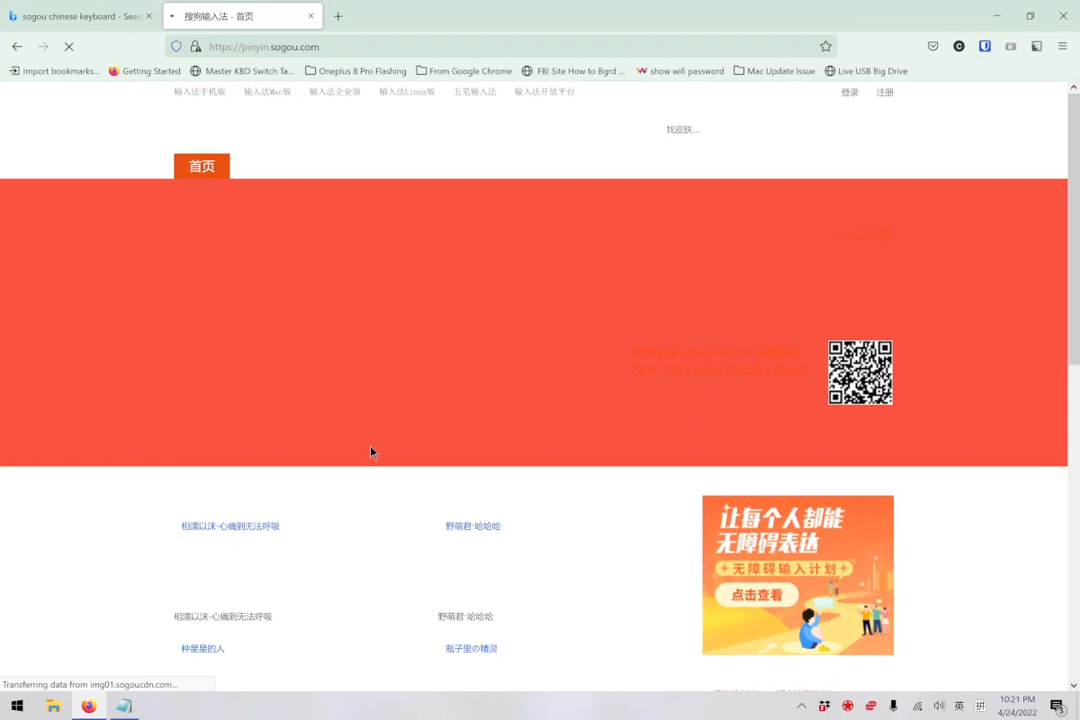 sogou chinese keyboard - Sear
搜狗输入法 - 首页
https://pinyin.sogou.com
Import bookmarks...
Getting Started
Master KBD Switch Ta...
Oneplus 8 Pro Flashing
From Google Chrome
FBI Site How to Bgrd ...
show wifi password
Mac Update Issue
Live USB Big Drive
输入法手机版
输入法Mac版
输入法企业版
输入法Linux版
五笔输入法
输入法开放平台
登录
注册
找皮肤...
首页
相濡以沫-心痛到无法呼吸
野萌君·哈哈哈
让每个人都能
无障碍表达
无障碍输入计划
点击查看
相濡以沫-心痛到无法呼吸
野萌君·哈哈哈
种星星的人
瓶子里の精灵
Transferring data from img01.sogoucdn.com...
英
拼
10:21 PM
4/24/2022
3